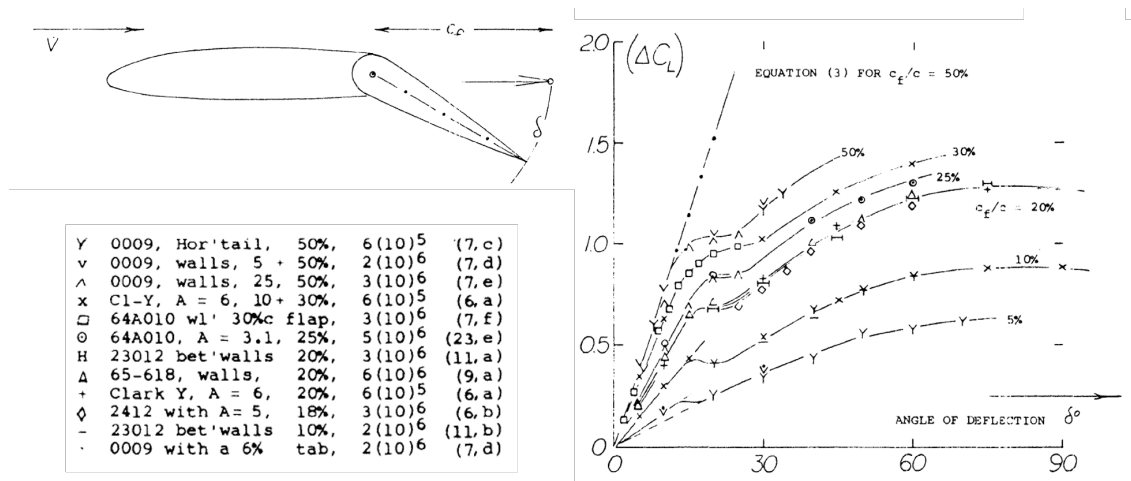 V
c_f
δ
Y 0009, Hor'tail, 50%, 6(10)5 (7,c)
v 0009, walls, 5 + 50%, 2(10)6 (7,d)
^ 0009, walls, 25, 50%, 3(10)6 (7,e)
x Cl-Y, A = 6, 10+ 30%, 6(10)5 (6,a)
□ 64A010 wl' 30%c flap, 3(10)6 (7,f)
⊙ 64A010, A = 3.1, 25%, 5(10)6 (23,e)
H 23012 bet'walls 20%, 3(10)6 (11,a)
Δ 65-618, walls, 20%, 6(10)6 (9,a)
+ Clark Y, A = 6, 20%, 6(10)5 (6,a)
◇ 2412 with A= 5, 18%, 3(10)6 (6,b)
- 23012 bet'walls 10%, 2(10)6 (11,b)
· 0009 with a 6% tab, 2(10)6 (7,d)
2.0
(ΔC_L)
EQUATION (3) FOR c_f/c = 50%
1.5
50%
30%
25%
c_f/c = 20%
1.0
10%
0.5
5%
ANGLE OF DEFLECTION δ°
0
0 30 60 90